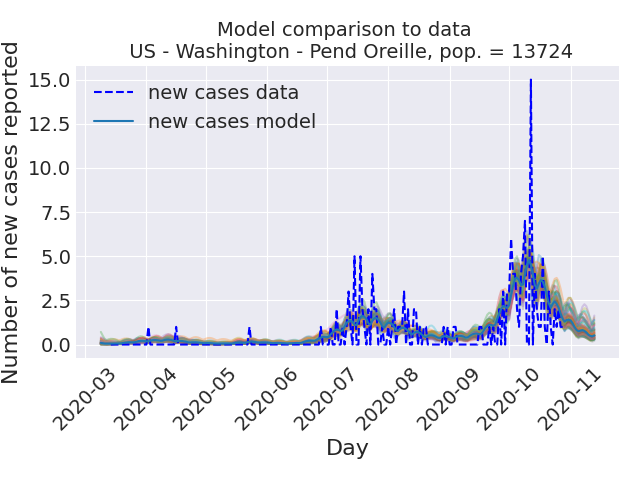 Model comparison to data
US - Washington - Pend Oreille, pop. = 13724
Number of new cases reported
15.0
12.5
10.0
7.5
5.0
2.5
0.0
new cases data
new cases model
2020-03
2020-04
2020-05
2020-06
2020-07
2020-08
2020-09
2020-10
2020-11
Day